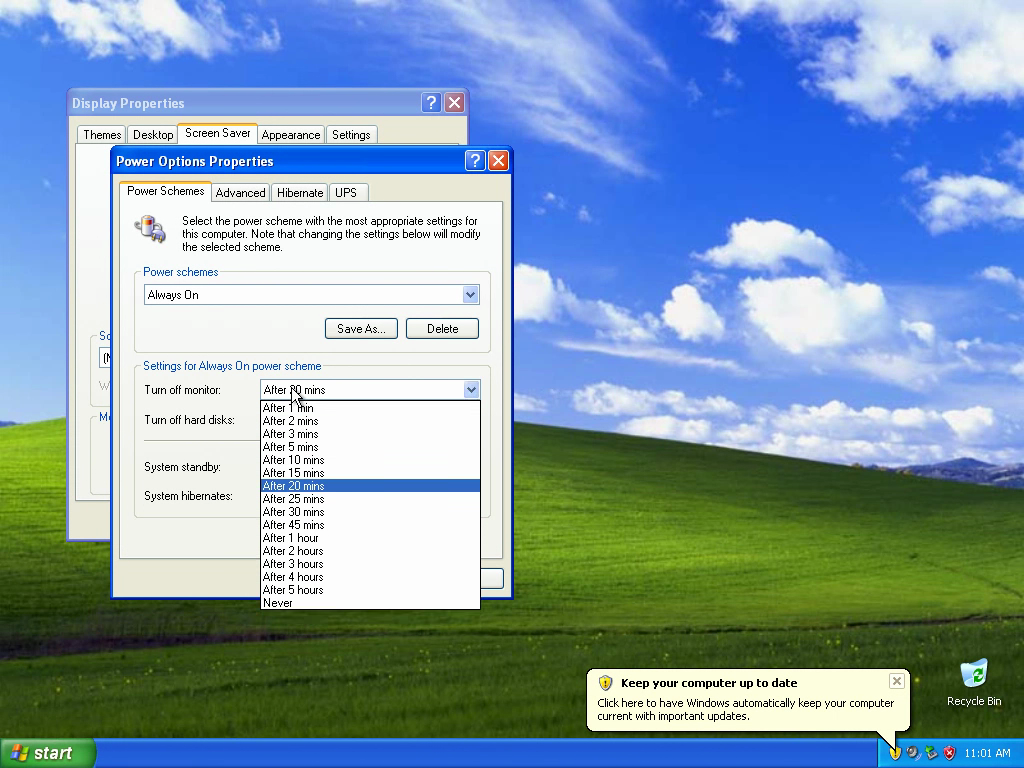 Display Properties
Themes
Desktop
Screen Saver
Appearance
Settings
Power Options Properties
Power Schemes
Advanced
Hibernate
UPS
Select the power scheme with the most appropriate settings for
this computer. Note that changing the settings below will modify
the selected scheme.
Power schemes
Always On
Save As...
Delete
Settings for Always On power scheme
Turn off monitor:
After 20 mins
Turn off hard disks:
System standby:
System hibernates:
After 1 min
After 2 mins
After 3 mins
After 5 mins
After 10 mins
After 15 mins
After 20 mins
After 25 mins
After 30 mins
After 45 mins
After 1 hour
After 2 hours
After 3 hours
After 4 hours
After 5 hours
Never
Recycle Bin
Keep your computer up to date
Click here to have Windows automatically keep your computer
current with important updates.
start
11:01 AM